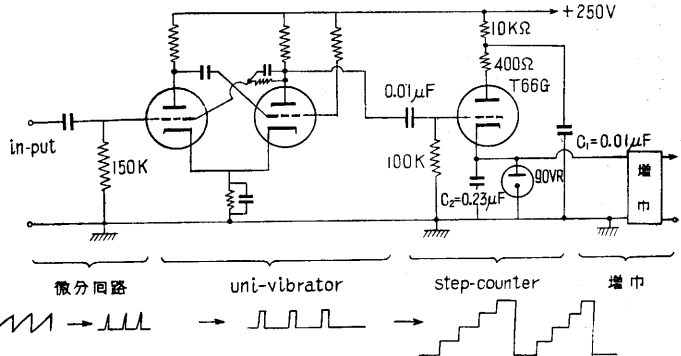 +250V
10KΩ
400Ω
T66G
0.01μF
in-put
150K
100K
C₂=0.23μF
90VR
C₁=0.01μF
増巾
微分回路
uni-vibrator
step-counter
増巾